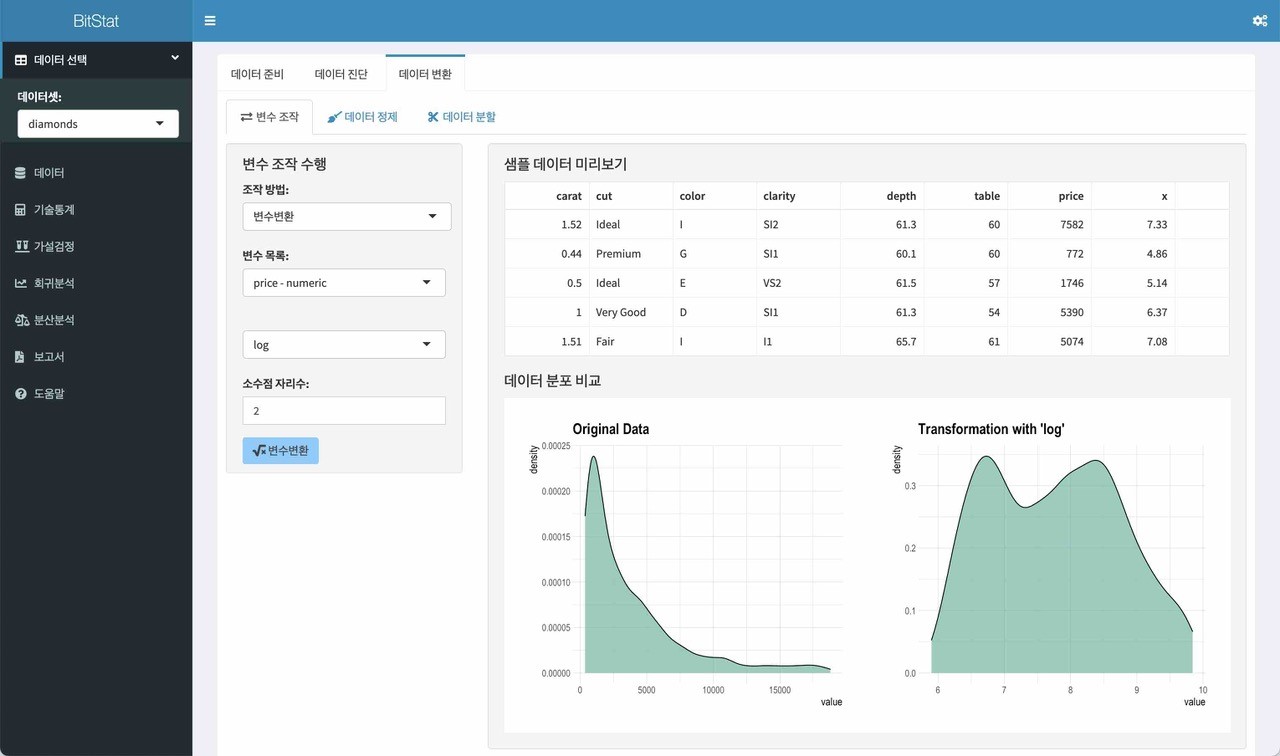 BitStat
데이터 선택
데이터셋:
diamonds
데이터
기술통계
가설검정
회귀분석
분산분석
보고서
도움말
데이터 준비 데이터 진단 데이터 변환
변수 조작 데이터 정제 데이터 분할
변수 조작 수행
조작 방법:
변수변환
변수 목록:
price - numeric
log
소수점 자리수:
2
변수변환
샘플 데이터 미리보기
carat cut color clarity depth table price x
1.52 Ideal I SI2 61.3 60 7582 7.33
0.44 Premium G SI1 60.1 60 772 4.86
0.5 Ideal E VS2 61.5 57 1746 5.14
1 Very Good D SI1 61.3 54 5390 6.37
1.51 Fair I I1 65.7 61 5074 7.08
데이터 분포 비교
Original Data
density
0.00025
0.00020
0.00015
0.00010
0.00005
0.00000
0 5000 10000 15000
value
Transformation with 'log'
density
0.3
0.2
0.1
0.0
6 7 8 9 10
value